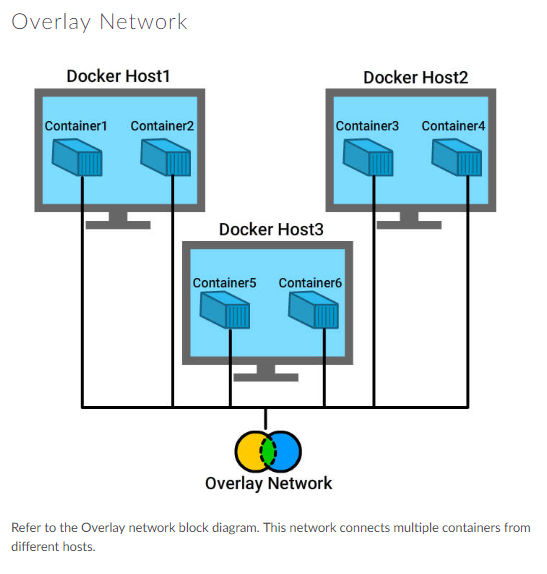 Overlay Network
Docker Host1
Docker Host2
Container1 Container2
Container3 Container4
Docker Host3
Container5 Container6
Overlay Network
Refer to the Overlay network block diagram. This network connects multiple containers from
different hosts.